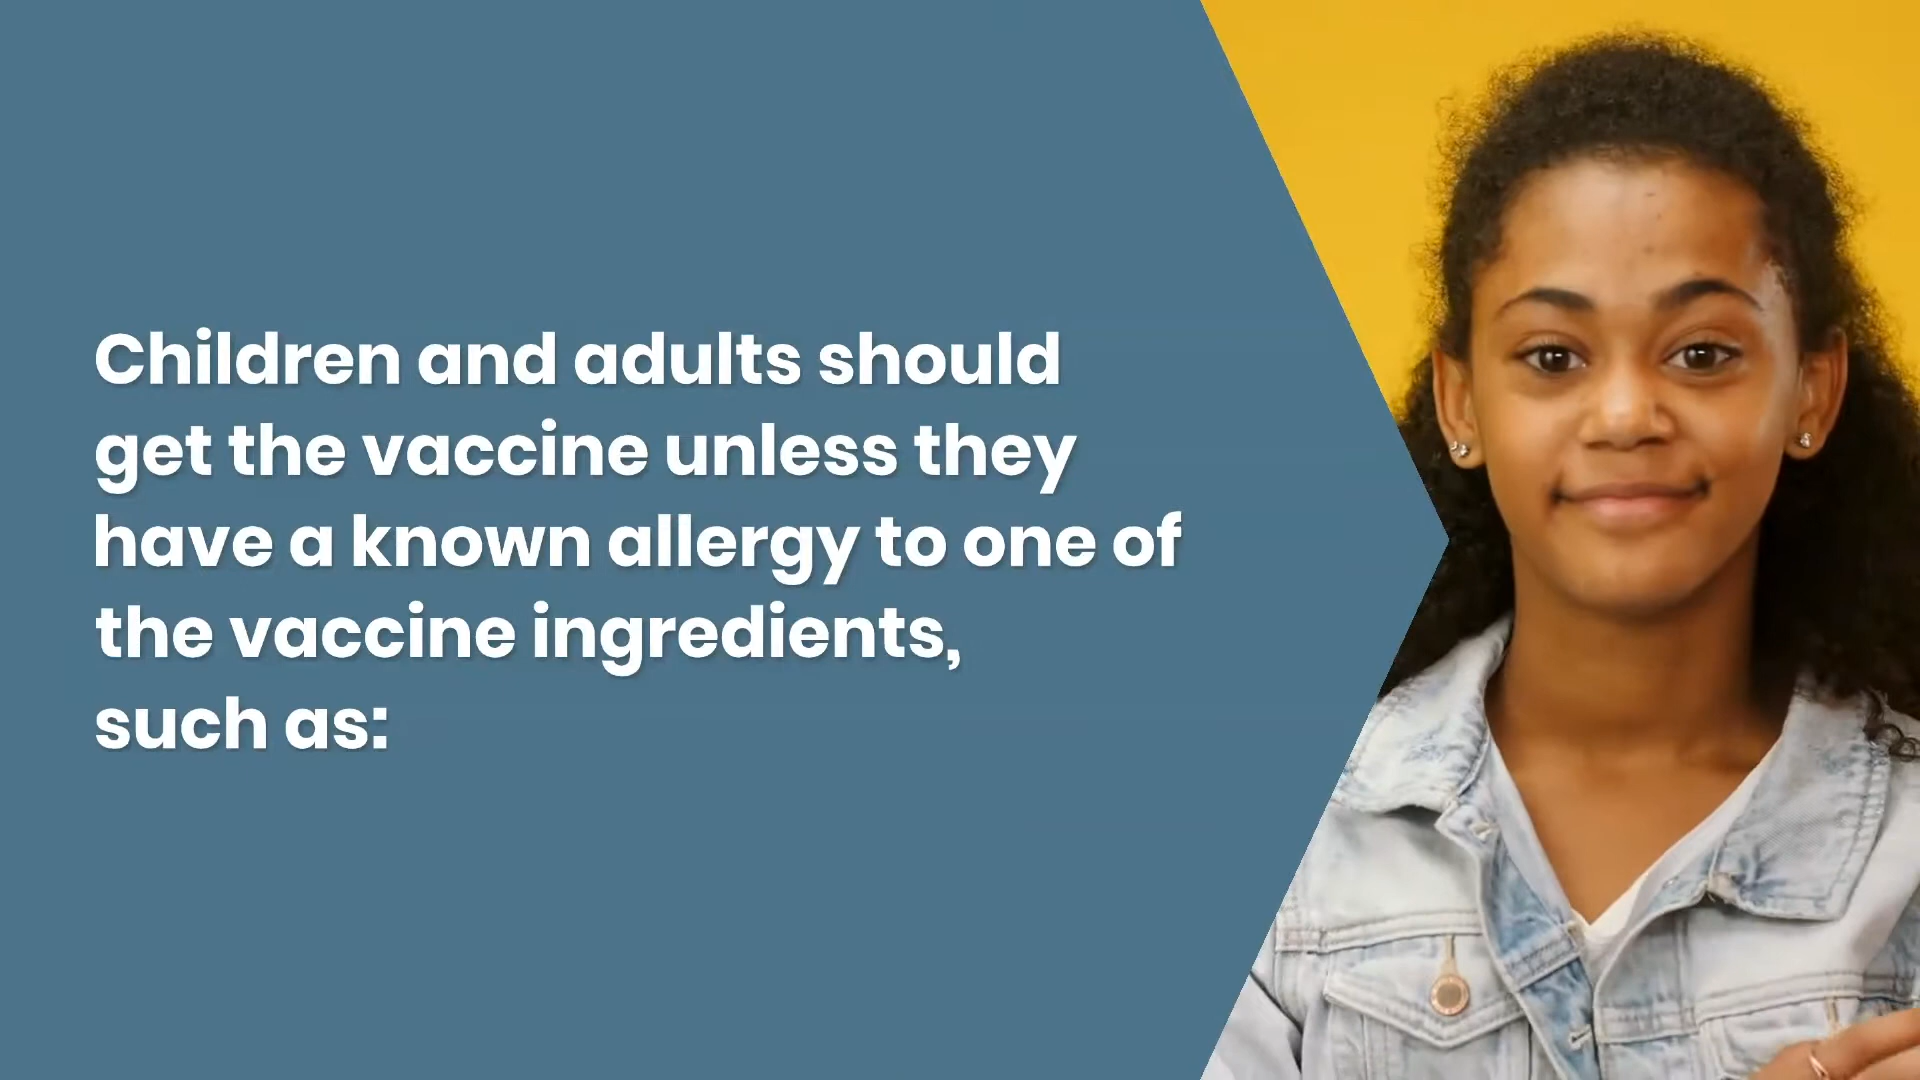 Children and adults should
get the vaccine unless they
have a known allergy to one of
the vaccine ingredients,
such as: